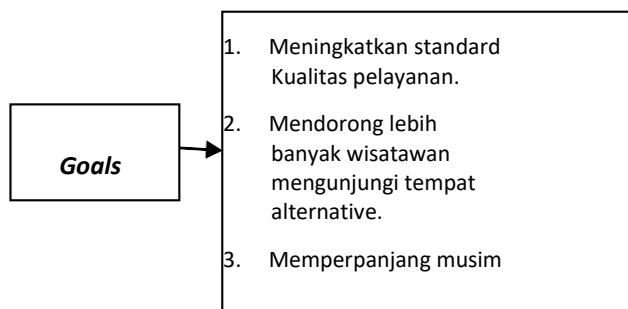 Goals
1. Meningkatkan standard
Kualitas pelayanan.
2. Mendorong lebih
banyak wisatawan
mengunjungi tempat
alternative.
3. Memperpanjang musim